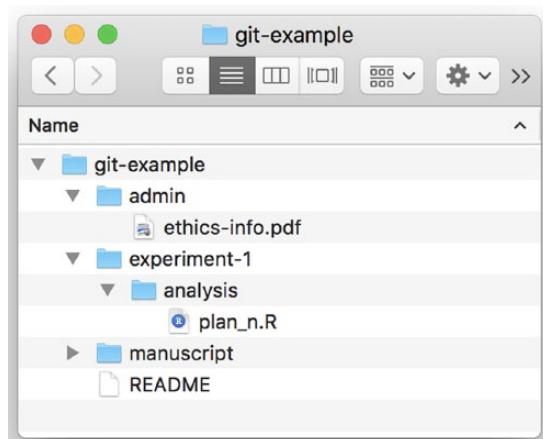 git-example
Name
git-example
admin
ethics-info.pdf
experiment-1
analysis
plan_n.R
manuscript
README